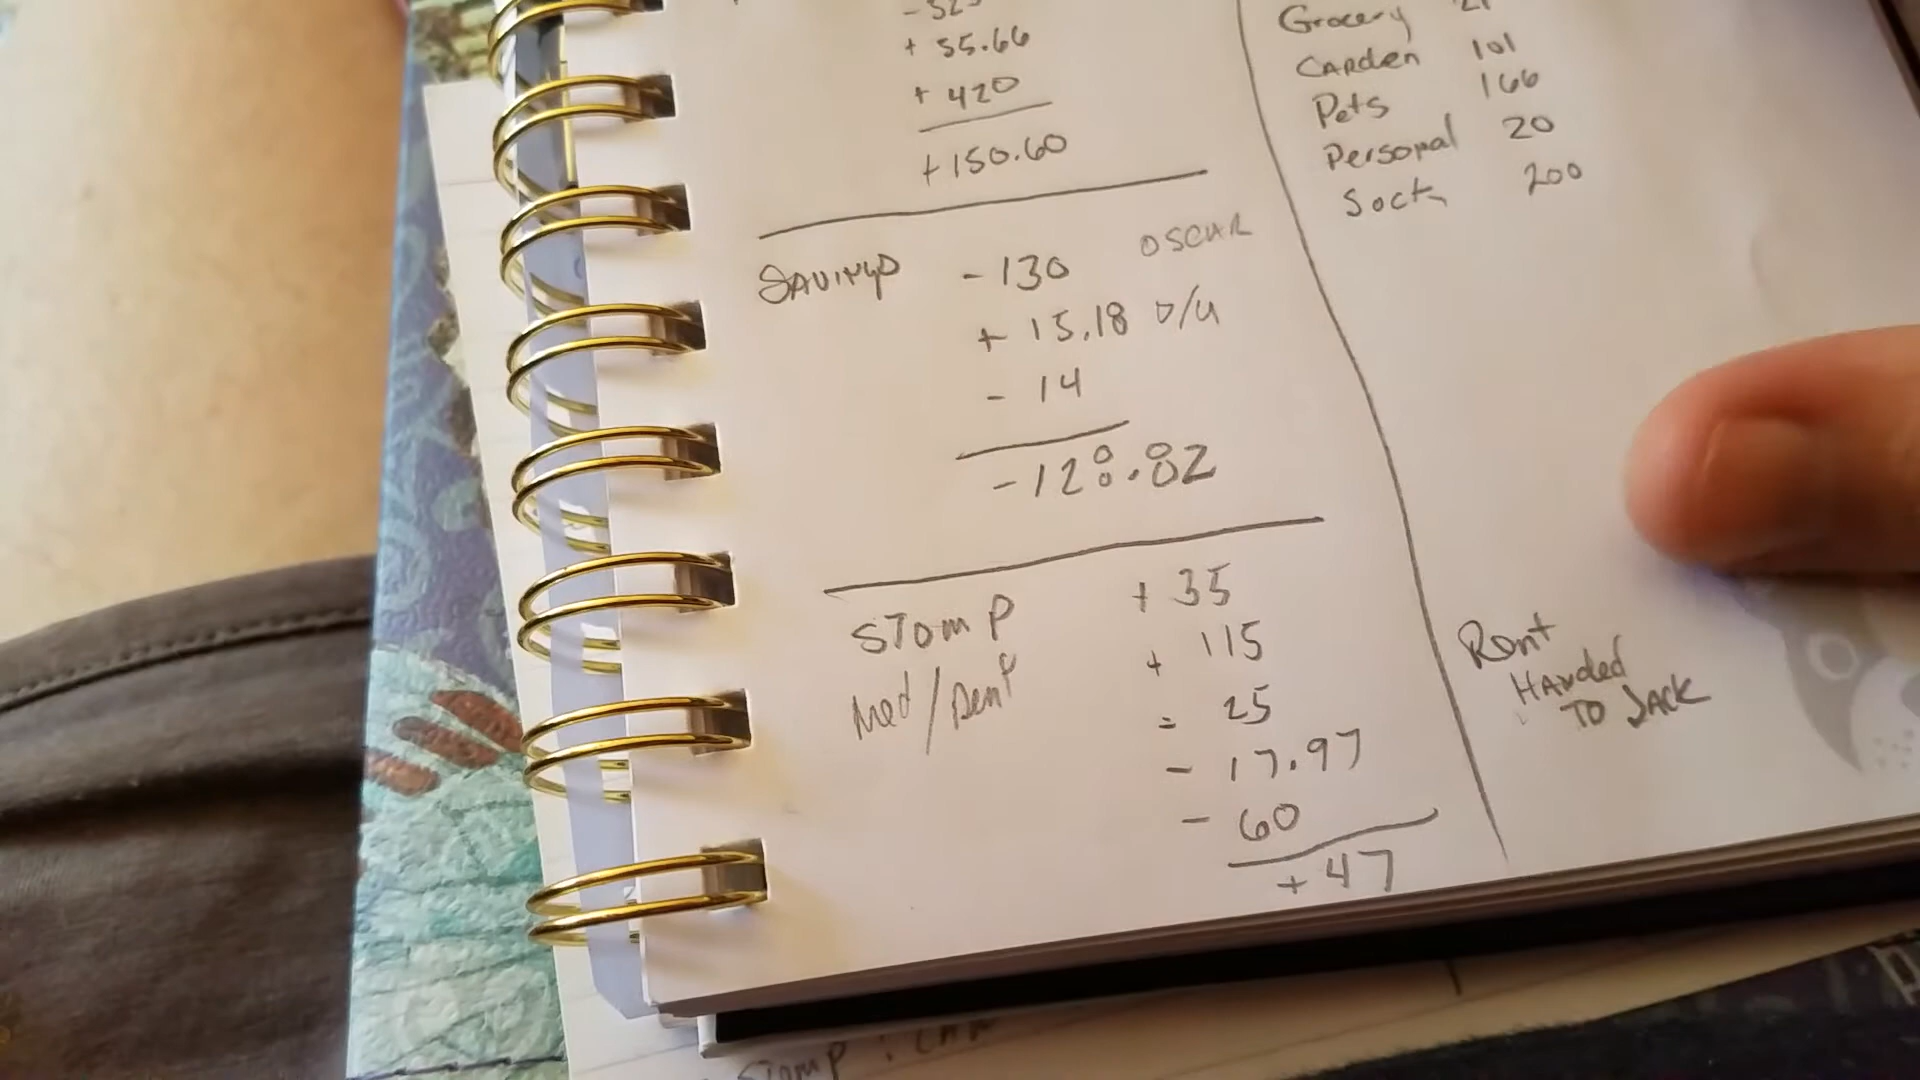 + 55.66
+ 420
+150.60
SAVINGS - 130 OSCAR
+ 15.18 o/u
- 14
-128.82
STOMP + 35
Med/Dent + 115
- 25
- 17.97
- 60
+ 47
Grocery
GARDEN 101
Pets 166
Personal 20
Sock 200
Rent
HANDED
TO JACK
STOMP :